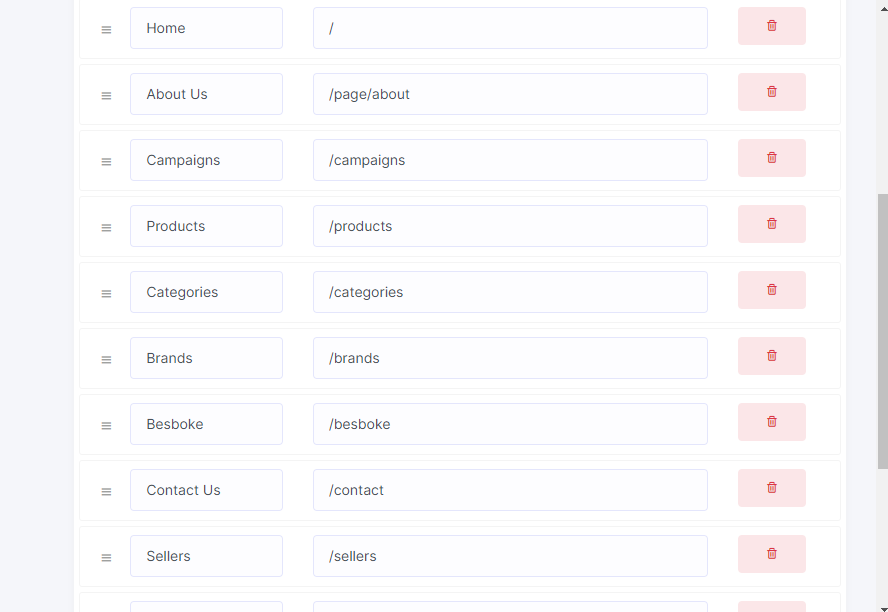 Home /
About Us /page/about
Campaigns /campaigns
Products /products
Categories /categories
Brands /brands
Besboke /besboke
Contact Us /contact
Sellers /sellers